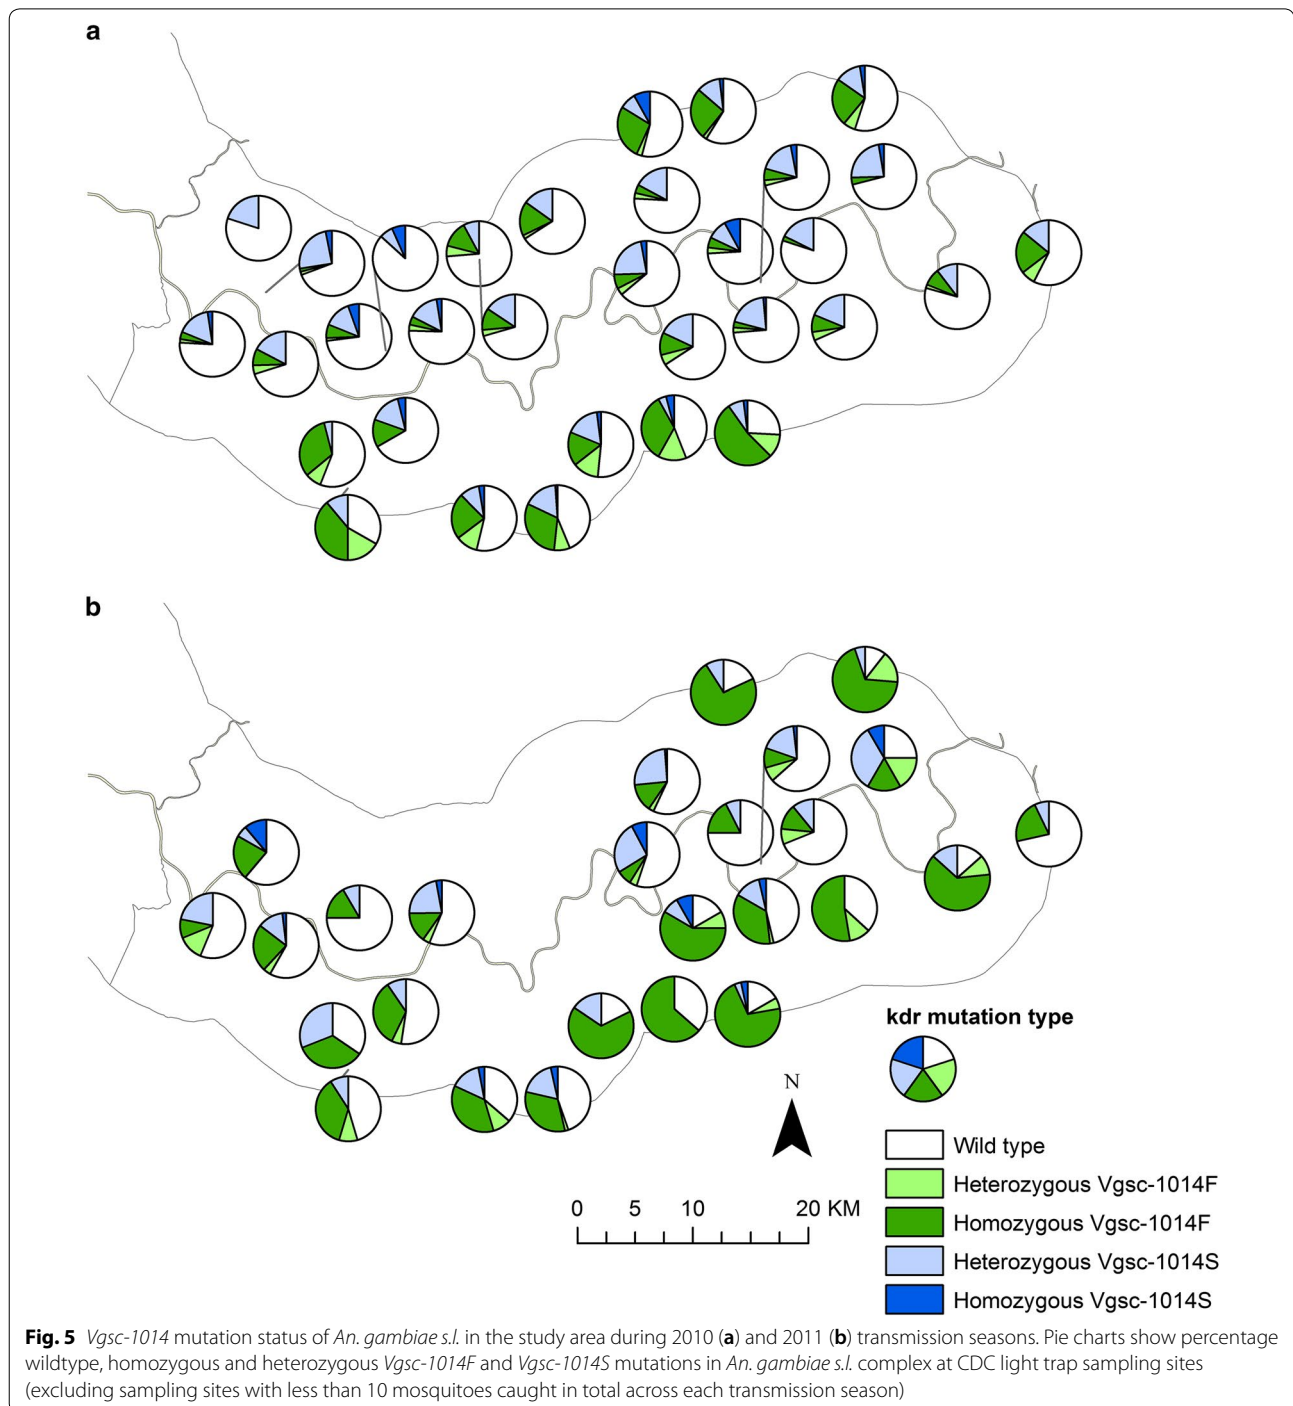 a
b
kdr mutation type
N
Wild type
Heterozygous Vgsc-1014F
0 5 10 20 KM
Homozygous Vgsc-1014F
Heterozygous Vgsc-1014S
Homozygous Vgsc-1014S
Fig. 5 Vgsc-1014 mutation status of An. gambiae s.l. in the study area during 2010 (a) and 2011 (b) transmission seasons. Pie charts show percentage
wildtype, homozygous and heterozygous Vgsc-1014F and Vgsc-1014S mutations in An. gambiae s.l. complex at CDC light trap sampling sites
(excluding sampling sites with less than 10 mosquitoes caught in total across each transmission season)